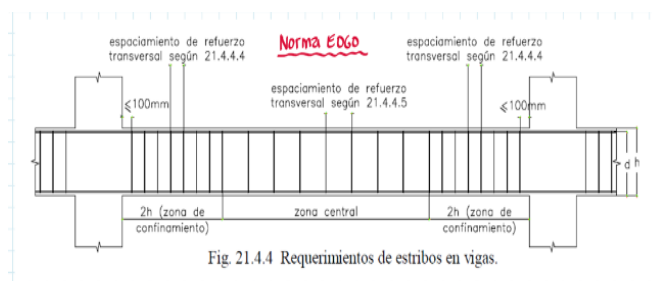 espaciamiento de refuerzo
transversal según 21.4.4.4
Norma E060
espaciamiento de refuerzo
transversal según 21.4.4.4
espaciamiento de refuerzo
transversal según 21.4.4.5
≤100mm
≤100mm
d h
2h (zona de
confinamiento)
zona central
2h (zona de
confinamiento)
Fig. 21.4.4 Requerimientos de estribos en vigas.